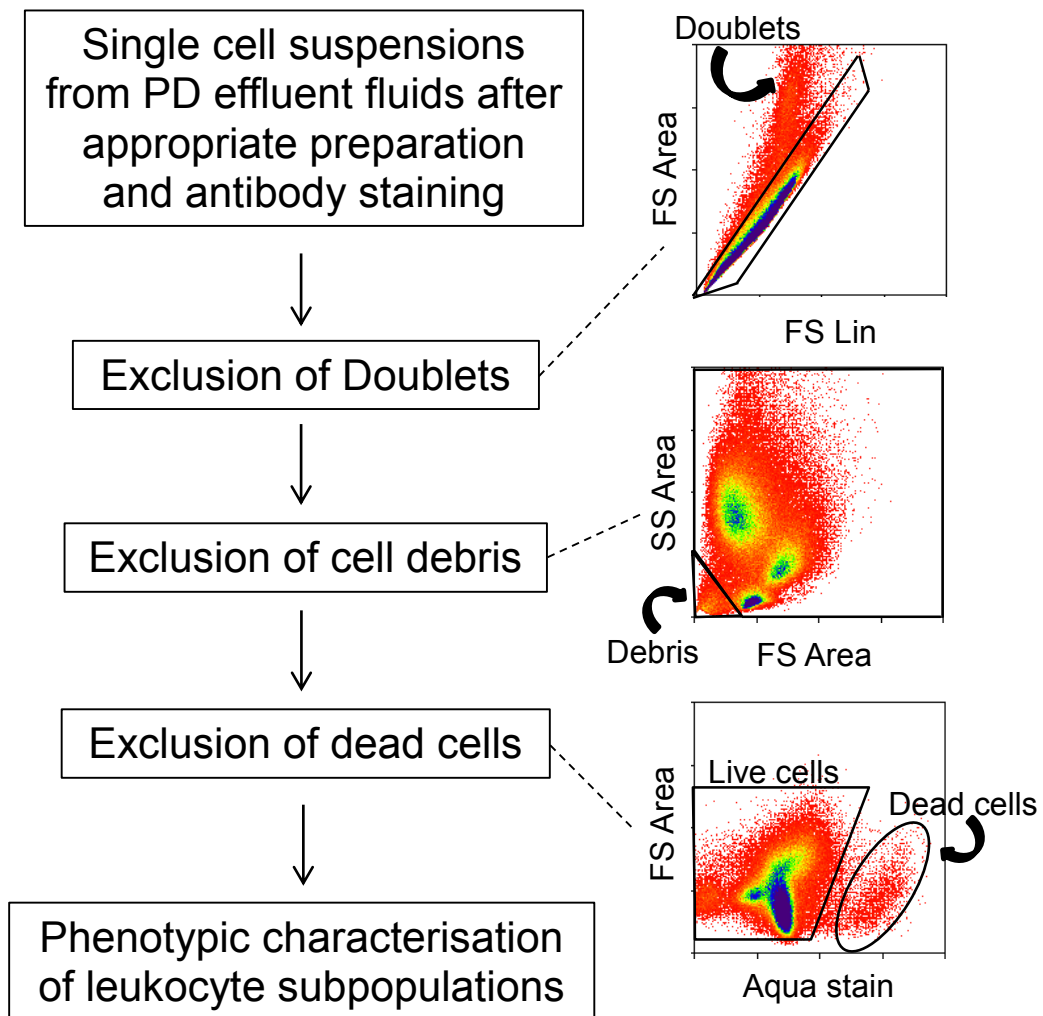 Single cell suspensions
from PD effluent fluids after
appropriate preparation
and antibody staining
Doublets
FS Area
FS Lin
Exclusion of Doublets
SS Area
Exclusion of cell debris
Debris
FS Area
Exclusion of dead cells
Live cells
Dead cells
FS Area
Aqua stain
Phenotypic characterisation
of leukocyte subpopulations